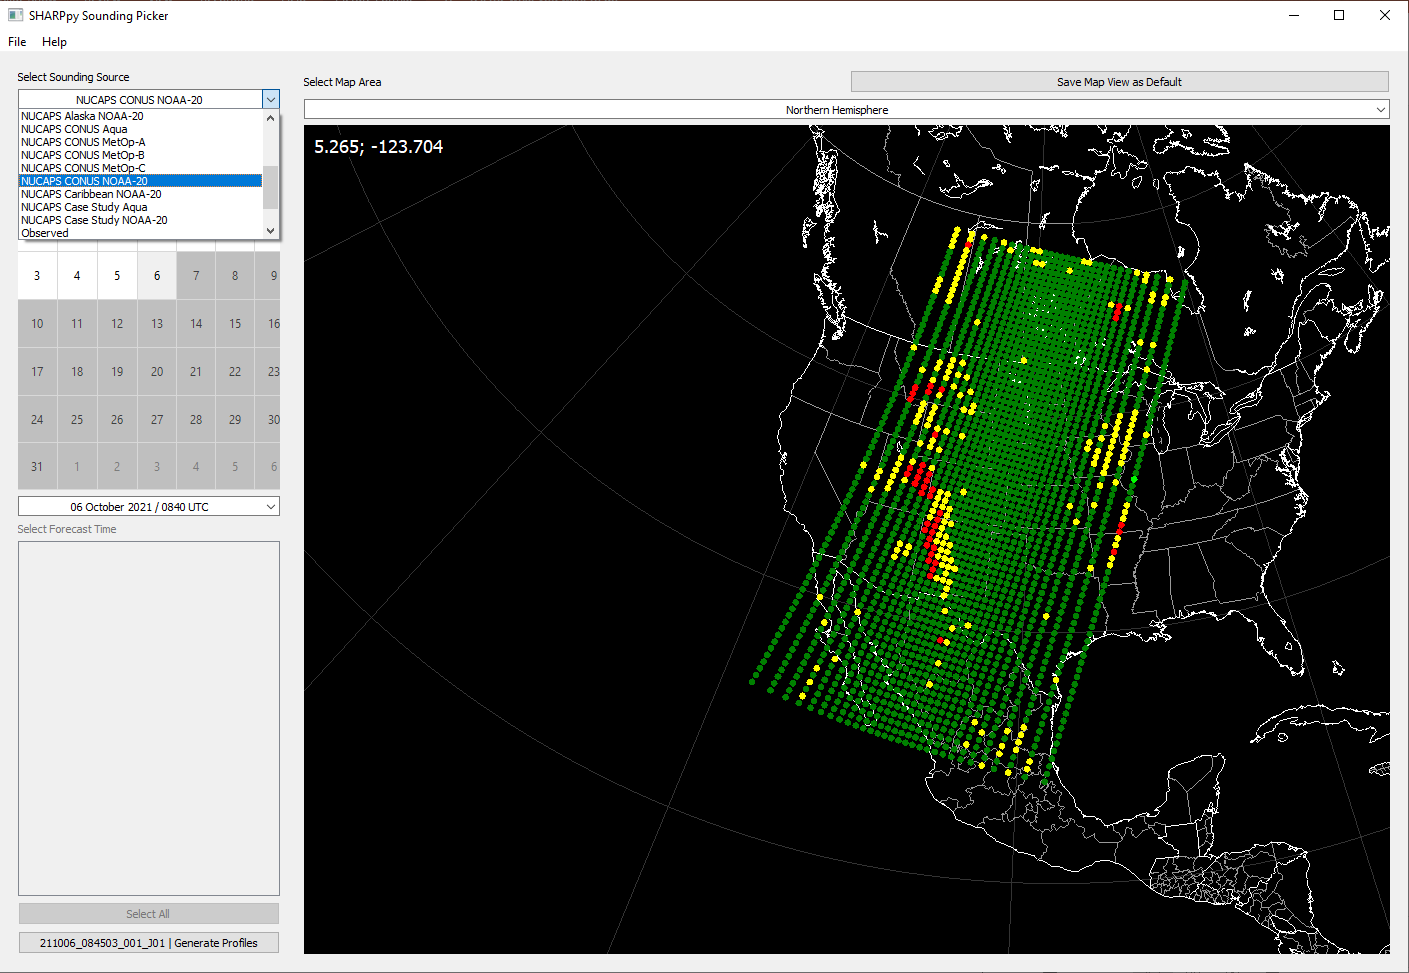 SHARPpy Sounding Picker
File Help
Select Sounding Source
NUCAPS CONUS NOAA-20
NUCAPS Alaska NOAA-20
NUCAPS CONUS Aqua
NUCAPS CONUS MetOp-A
NUCAPS CONUS MetOp-B
NUCAPS CONUS MetOp-C
NUCAPS CONUS NOAA-20
NUCAPS Caribbean NOAA-20
NUCAPS Case Study Aqua
NUCAPS Case Study NOAA-20
Observed
3 4 5 6 7 8 9
10 11 12 13 14 15 16
17 18 19 20 21 22 23
24 25 26 27 28 29 30
31 1 2 3 4 5 6
06 October 2021 / 0840 UTC
Select Forecast Time
Select All
211006_084503_001_J01 | Generate Profiles
Select Map Area
Save Map View as Default
Northern Hemisphere
5.265; -123.704